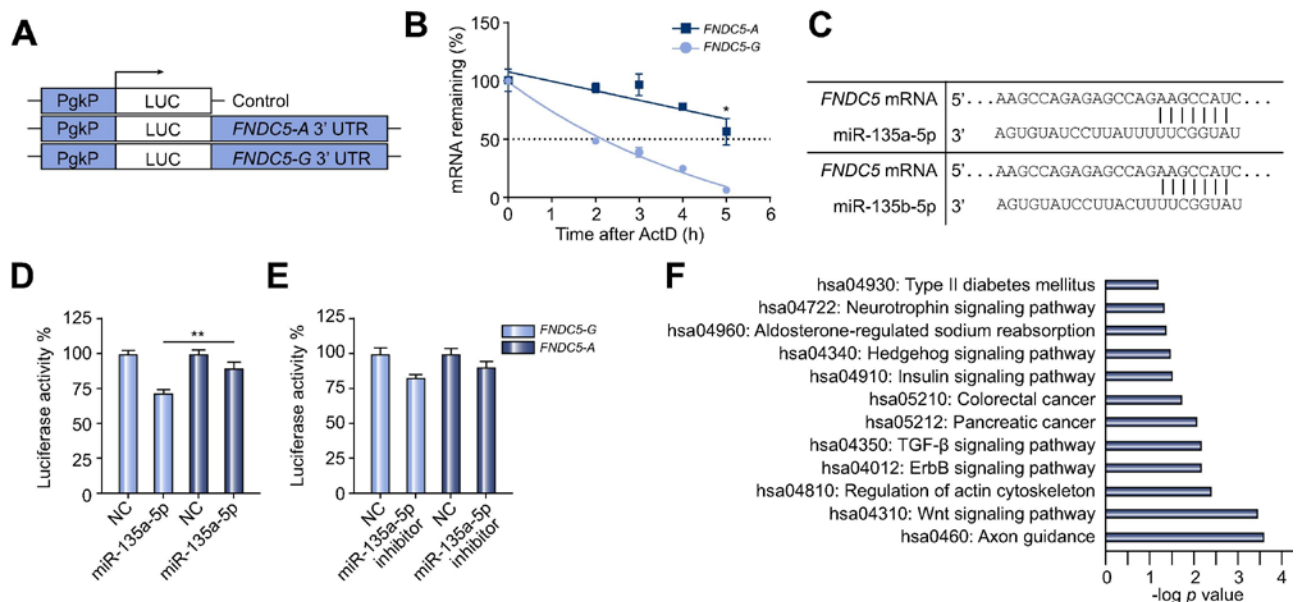 A
PgkP LUC Control
PgkP LUC FNDC5-A 3' UTR
PgkP LUC FNDC5-G 3' UTR
B
mRNA remaining (%)
150
100
50
0
0 1 2 3 4 5 6
Time after ActD (h)
FNDC5-A
FNDC5-G
*
C
FNDC5 mRNA 5'...AAGCCAGAGAGCCAGAAGCCAUC...
miR-135a-5p 3' AGUGUAUCCUUAUUUUUCGGUAU
FNDC5 mRNA 5'...AAGCCAGAGAGCCAGAAGCCAUC...
miR-135b-5p 3' AGUGUAUCCUUACUUUUCGGUAU
D
Luciferase activity %
125
100
75
50
25
0
**
NC
miR-135a-5p
NC
miR-135a-5p
E
Luciferase activity %
125
100
75
50
25
0
NC
miR-135a-5p
inhibitor
NC
miR-135a-5p
inhibitor
FNDC5-G
FNDC5-A
F
hsa04930: Type II diabetes mellitus
hsa04722: Neurotrophin signaling pathway
hsa04960: Aldosterone-regulated sodium reabsorption
hsa04340: Hedgehog signaling pathway
hsa04910: Insulin signaling pathway
hsa05210: Colorectal cancer
hsa05212: Pancreatic cancer
hsa04350: TGF-β signaling pathway
hsa04012: ErbB signaling pathway
hsa04810: Regulation of actin cytoskeleton
hsa04310: Wnt signaling pathway
hsa0460: Axon guidance
0 1 2 3 4
-log p value